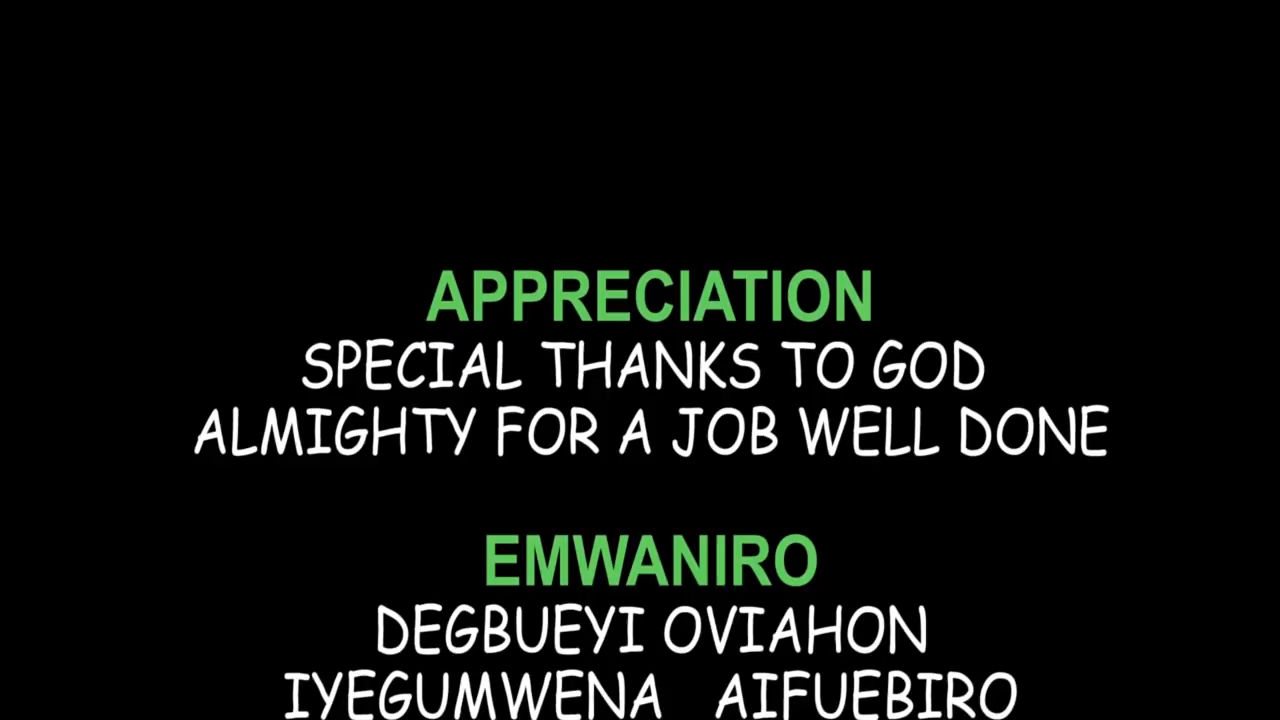 APPRECIATION
SPECIAL THANKS TO GOD
ALMIGHTY FOR A JOB WELL DONE
EMWANIRO
DEGBUEYI OVIAHON
IYEGUMWENA AIFUEBIRO